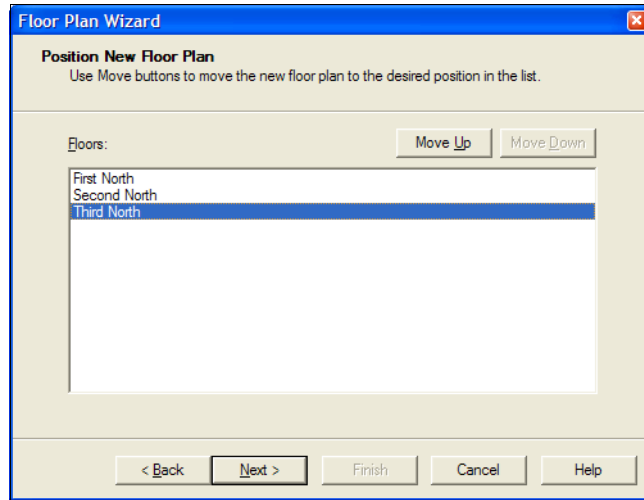 Floor Plan Wizard
Position New Floor Plan
Use Move buttons to move the new floor plan to the desired position in the list.
Floors:
Move Up
Move Down
First North
Second North
Third North
< Back
Next >
Finish
Cancel
Help